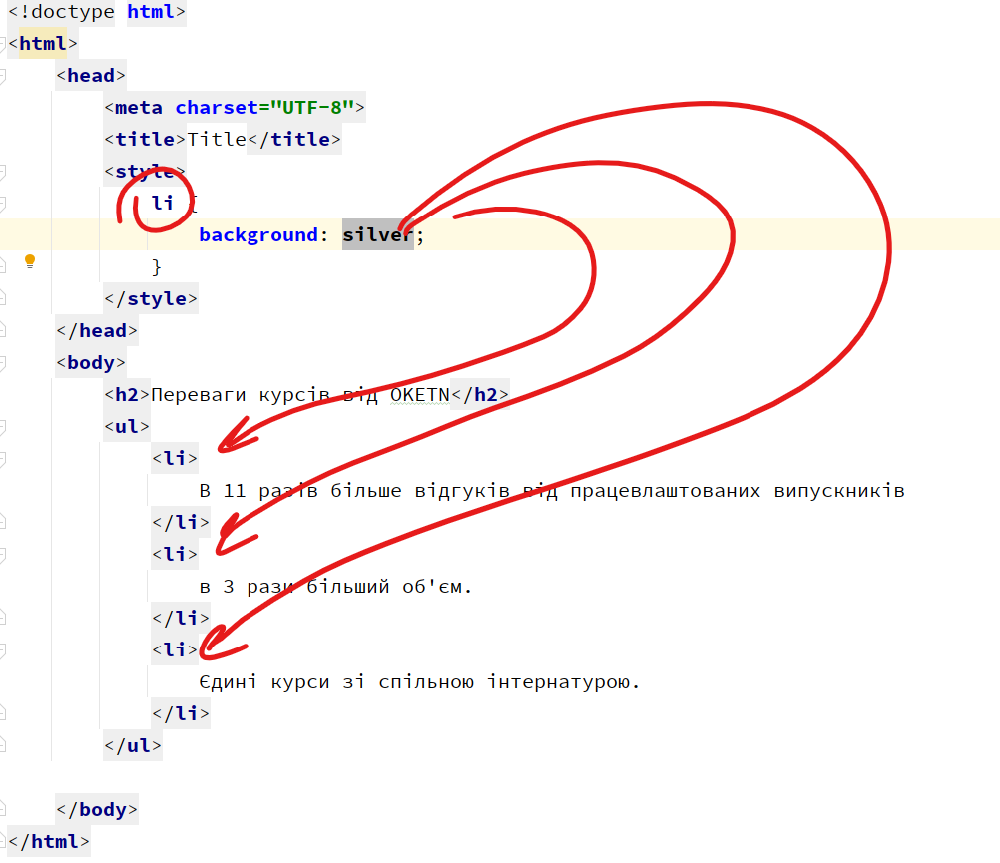 <!doctype html>
<html>
<head>
<meta charset="UTF-8">
<title>Title</title>
<style>
li {
background: silver;
}
</style>
</head>
<body>
<h2>Переваги курсів від OKETN</h2>
<ul>
<li>
В 11 разів більше відгуків від працевлаштованих випускників
</li>
<li>
в 3 рази більший об'єм.
</li>
<li>
Єдині курси зі спільною інтернатурою.
</li>
</ul>
</body>
</html>